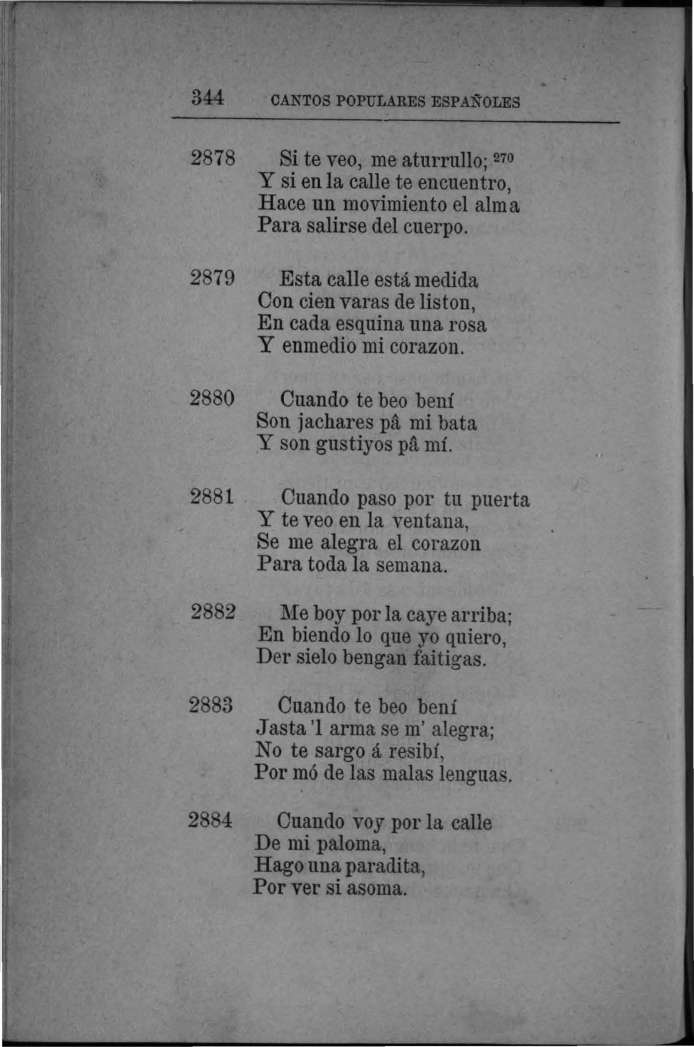 344 CANTOS POPULARES ESPAÑOLES
2878 Si te veo, me aturrullo; 270
Y si en la calle te encuentro,
Hace un movimiento el alma
Para salirse del cuerpo.
2879 Esta calle está medida
Con cien varas de liston,
En cada esquina una rosa
Y enmedio mi corazon.
2880 Cuando te beo bení
Son jachares pâ mi bata
Y son gustiyos pâ mí.
2881 Cuando paso por tu puerta
Y te veo en la ventana,
Se me alegra el corazon
Para toda la semana.
2882 Me boy por la caye arriba;
En biendo lo que yo quiero,
Der sielo bengan faitigas.
2883 Cuando te beo bení
Jasta 'l arma se m' alegra;
No te sargo á resibí,
Por mó de las malas lenguas.
2884 Cuando voy por la calle
De mi paloma,
Hago una paradita,
Por ver si asoma.